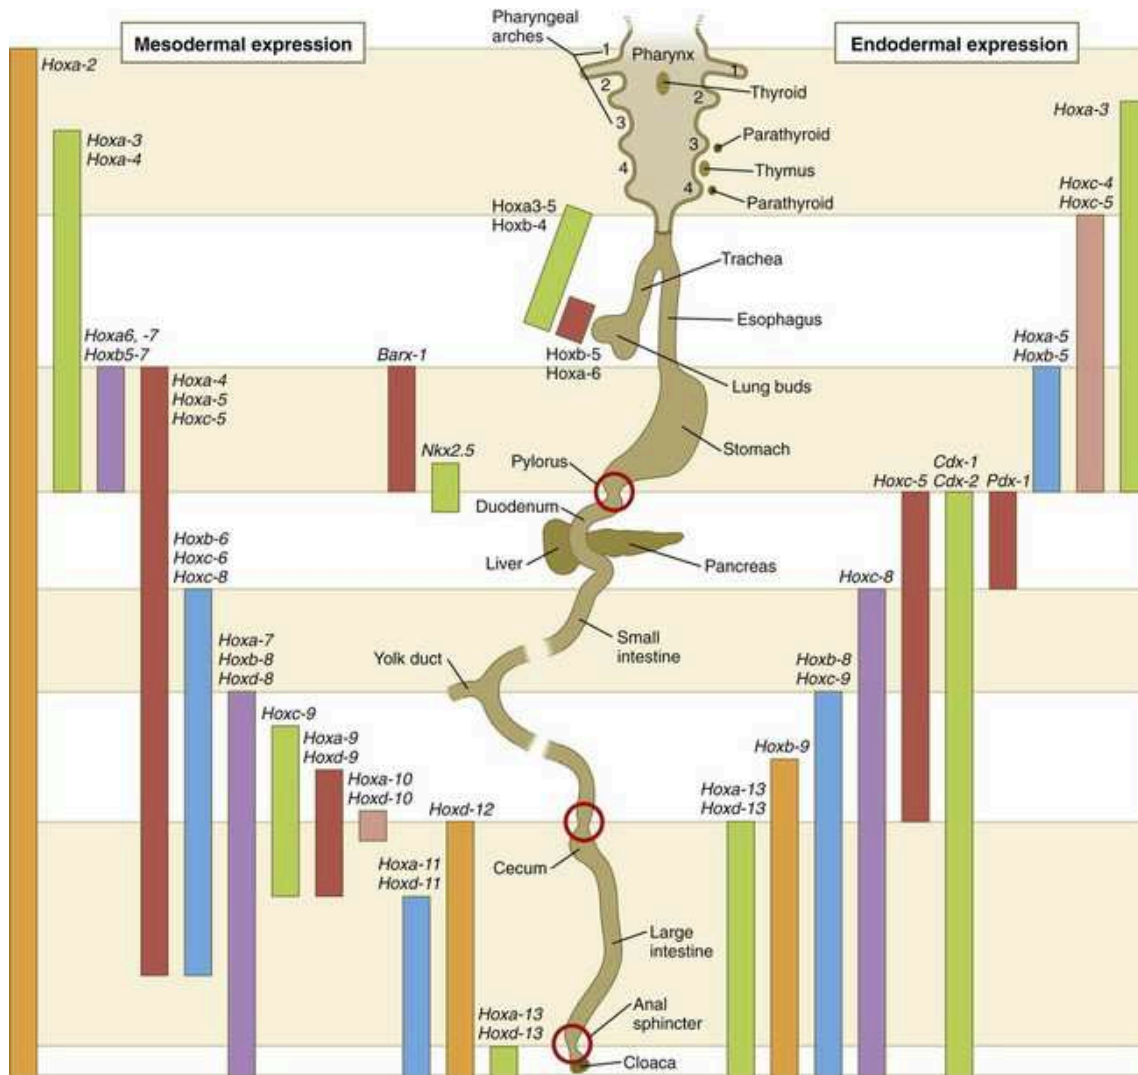 Mesodermal expression
Endodermal expression
Pharyngeal
arches
Pharynx
1
2
3
4
1
2
3
4
Thyroid
Parathyroid
Thymus
Parathyroid
Hoxa-2
Hoxa-3
Hoxa-4
Hoxa3-5
Hoxb-4
Hoxa-3
Hoxc-4
Hoxc-5
Trachea
Esophagus
Hoxa6, -7
Hoxb5-7
Hoxa-4
Hoxa-5
Hoxc-5
Barx-1
Nkx2.5
Hoxb-5
Hoxa-6
Lung buds
Hoxa-5
Hoxb-5
Stomach
Pylorus
Duodenum
Liver
Pancreas
Hoxc-5
Cdx-1
Cdx-2
Pdx-1
Hoxb-6
Hoxc-6
Hoxc-8
Hoxc-8
Small
intestine
Yolk duct
Hoxa-7
Hoxb-8
Hoxd-8
Hoxb-8
Hoxc-9
Hoxc-9
Hoxa-9
Hoxd-9
Hoxa-10
Hoxd-10
Hoxd-12
Hoxb-9
Hoxa-13
Hoxd-13
Cecum
Hoxa-11
Hoxd-11
Large
intestine
Hoxa-13
Hoxd-13
Anal
sphincter
Cloaca